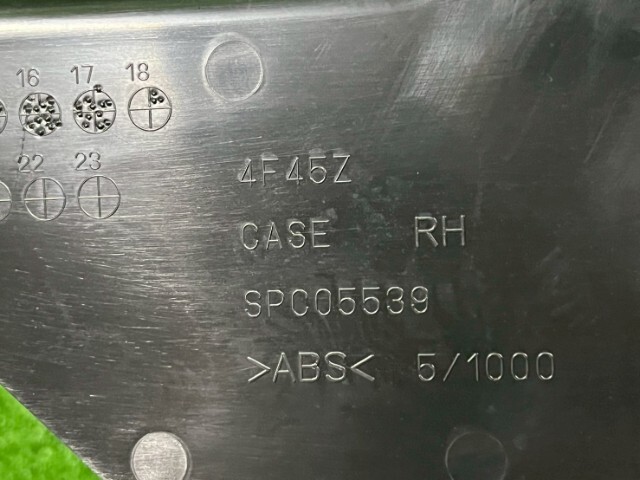 16 17 18
22 23
4F45Z
CASE RH
SPC05539
>ABS< 5/1000